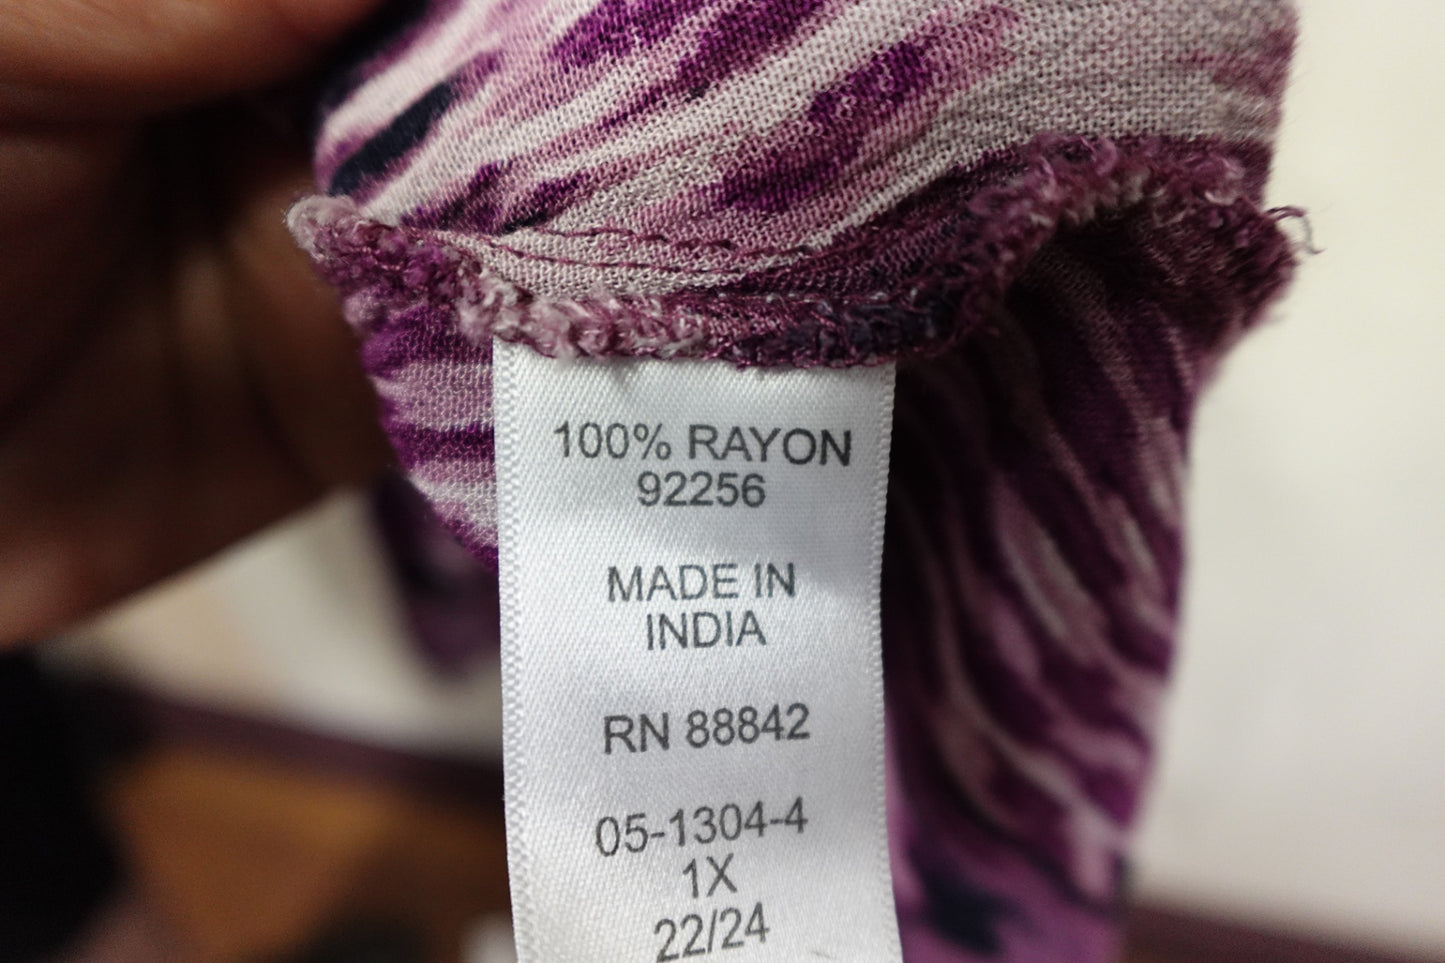 100% RAYON
92256
MADE IN
INDIA
RN 88842
05-1304-4
1X
22/24